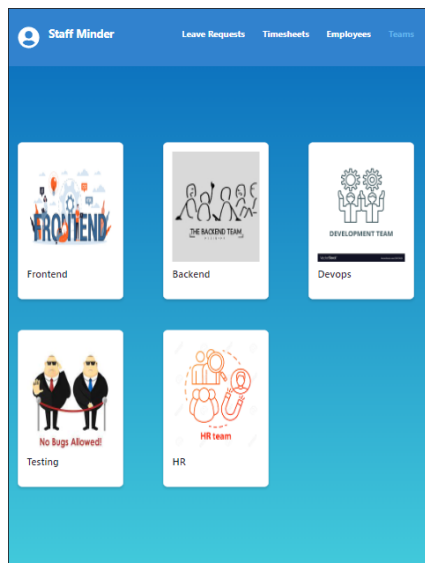 Staff Minder
Leave Requests Timesheets Employees Teams
FRONTEND
Frontend
THE BACKEND TEAM
Backend
DEVELOPMENT TEAM
Devops
No Bugs Allowed!
Testing
HR team
HR